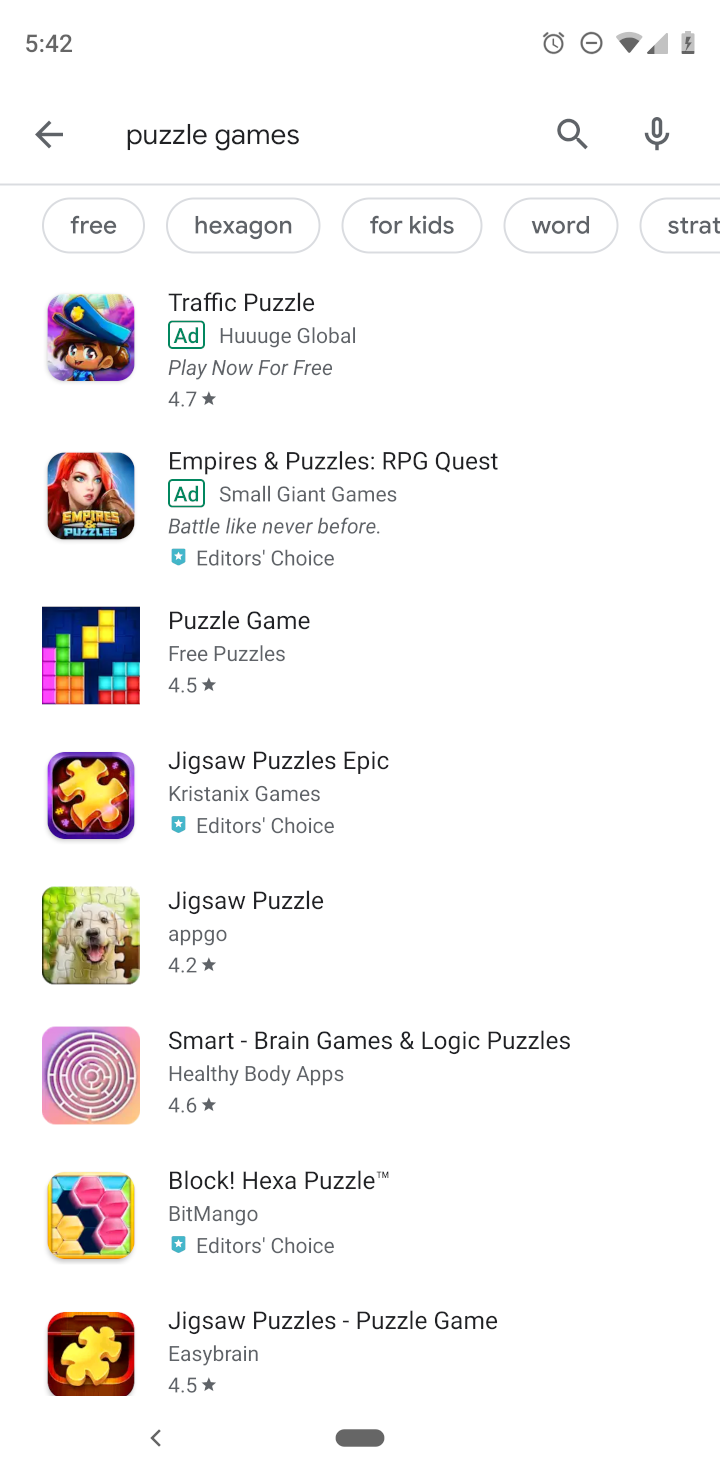 5:42
puzzle games
free hexagon for kids word strat
Traffic Puzzle
Ad Huuuge Global
Play Now For Free
4.7 ★
Empires & Puzzles: RPG Quest
Ad Small Giant Games
Battle like never before.
EMPIRES
&
PUZZLES
Editors' Choice
Puzzle Game
Free Puzzles
4.5 ★
Jigsaw Puzzles Epic
Kristanix Games
Editors' Choice
Jigsaw Puzzle
appgo
4.2 ★
Smart - Brain Games & Logic Puzzles
Healthy Body Apps
4.6 ★
Block! Hexa Puzzle™
BitMango
Editors' Choice
Jigsaw Puzzles - Puzzle Game
Easybrain
4.5 ★